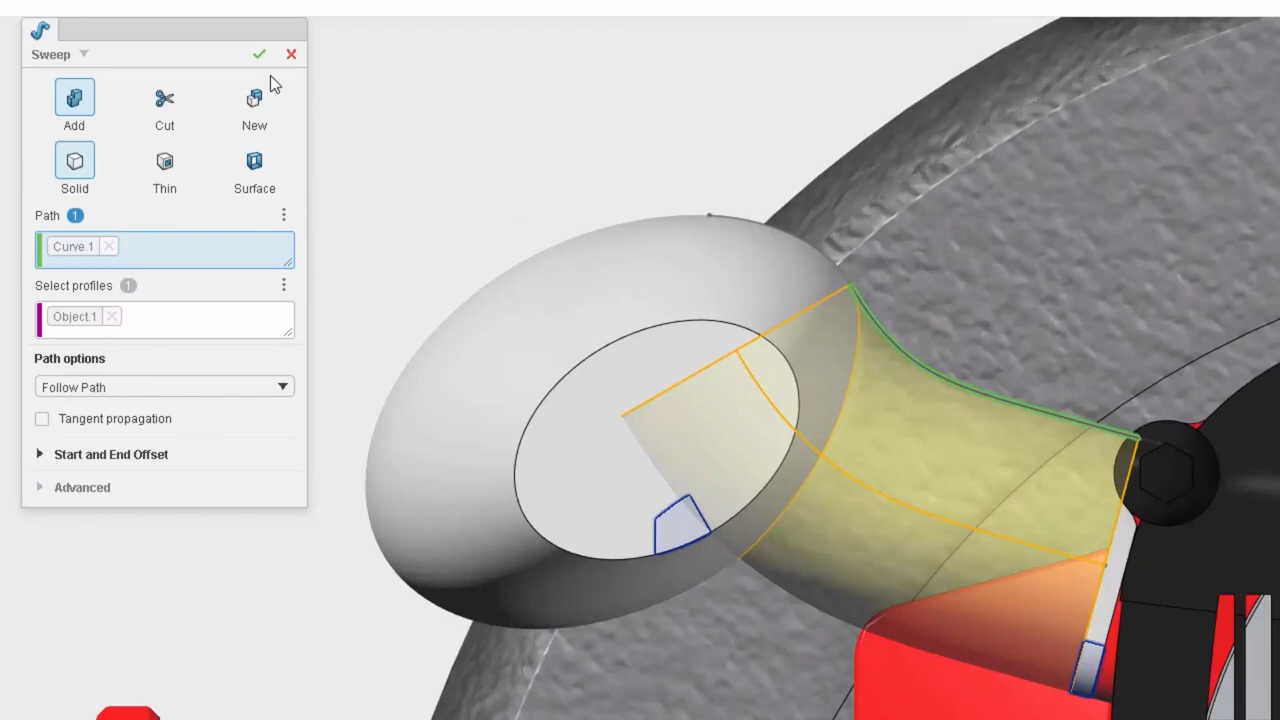 Sweep
Add
Cut
New
Solid
Thin
Surface
Path 1
Curve.1
Select profiles 1
Object.1
Path options
Follow Path
Tangent propagation
Start and End Offset
Advanced